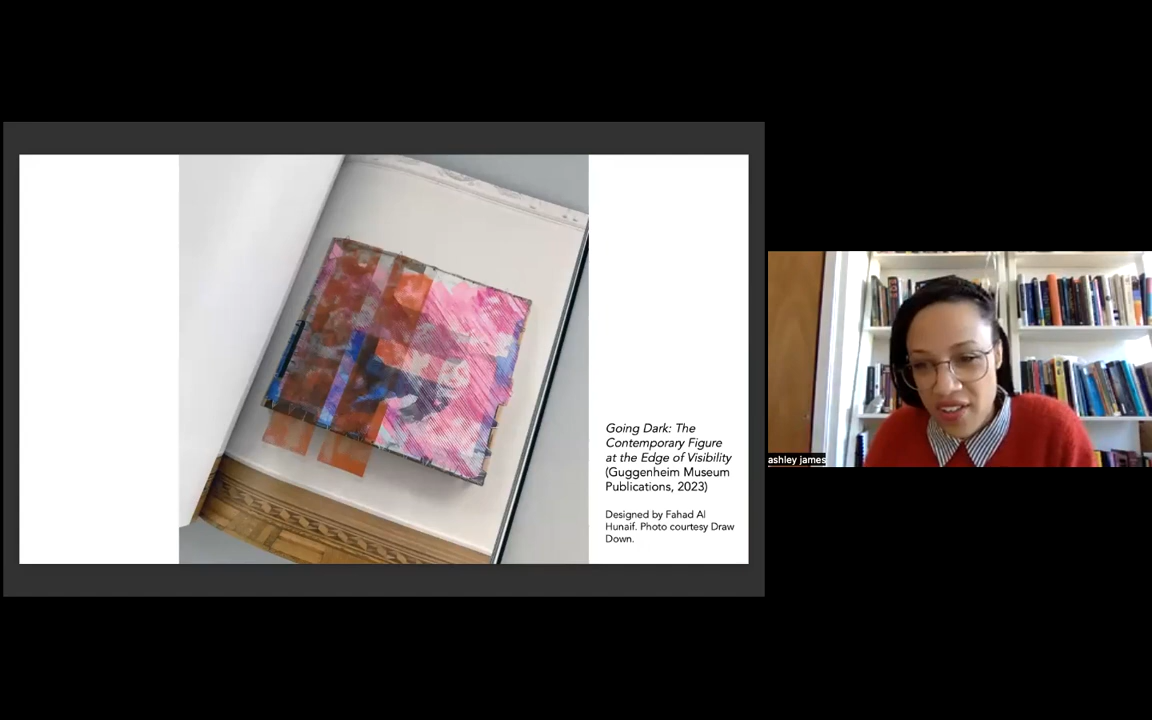 Going Dark: The
Contemporary Figure
at the Edge of Visibility
(Guggenheim Museum
Publications, 2023)
Designed by Fahad Al
Hunaif. Photo courtesy Draw
Down.
ashley james